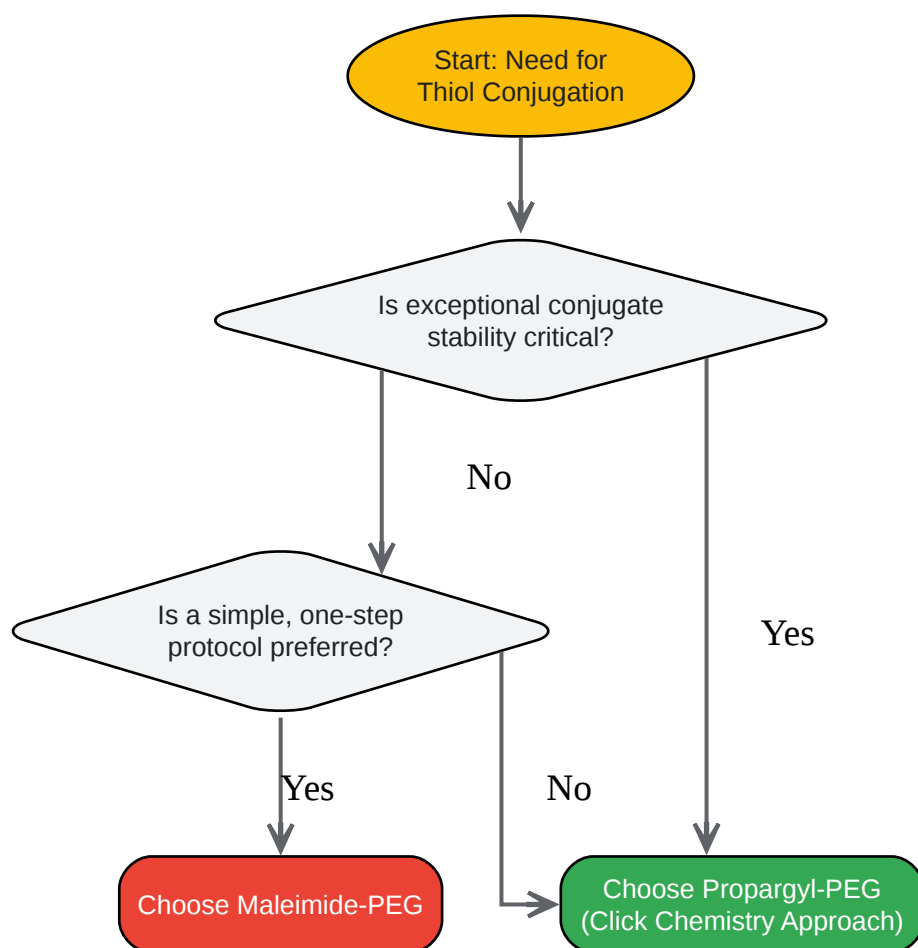 Start: Need for
Thiol Conjugation
Is exceptional conjugate
stability critical?
No
Is a simple, one-step
protocol preferred?
Yes
Yes
No
Choose Maleimide-PEG
Choose Propargyl-PEG
(Click Chemistry Approach)